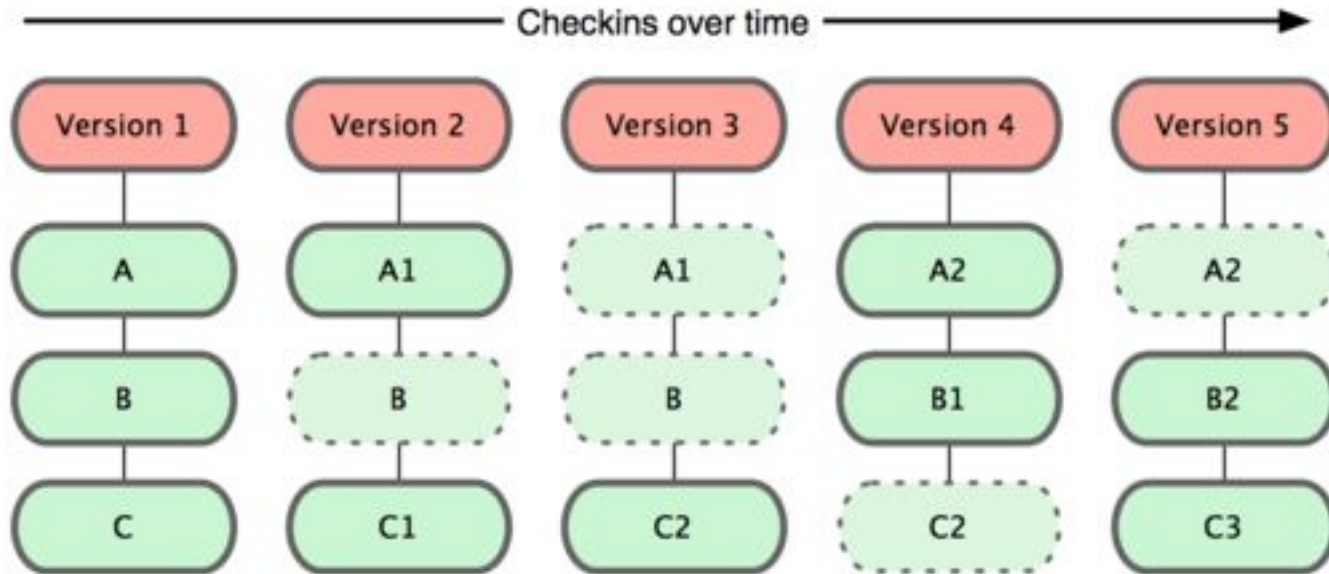 Checkins over time
Version 1 Version 2 Version 3 Version 4 Version 5
A A1 A1 A2 A2
B B B B1 B2
C C1 C2 C2 C3